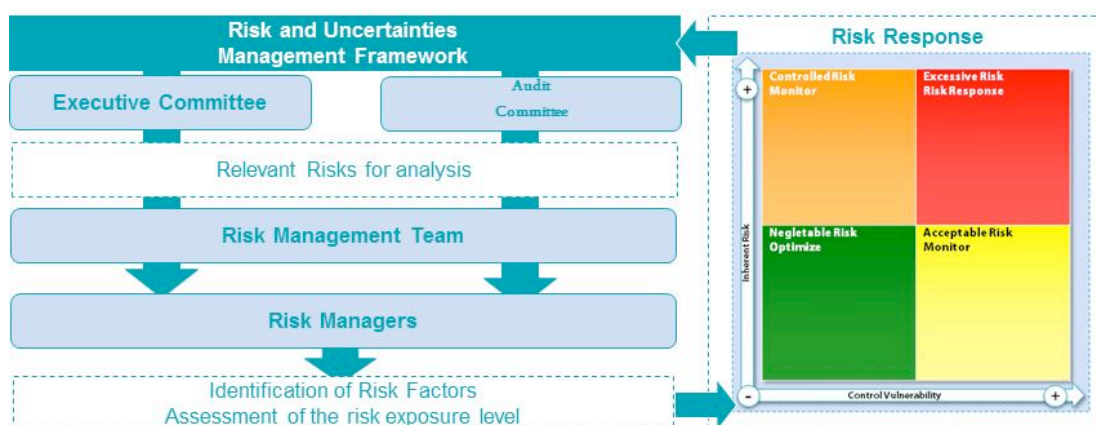 Risk and Uncertainties
Management Framework
Executive Committee
Audit
Committee
Relevant Risks for analysis
Risk Management Team
Risk Managers
Identification of Risk Factors
Assessment of the risk exposure level
Risk Response
+
Controlled Risk
Monitor
Excessive Risk
Risk Response
Inherent Risk
Negletable Risk
Optimize
Acceptable Risk
Monitor
-
Control Vulnerability
+